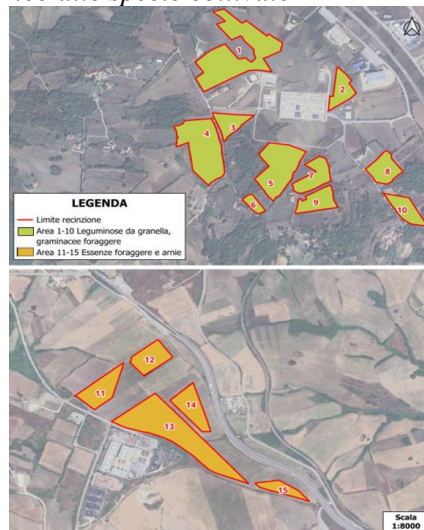 1
2
3
4
5
6
7
8
9
10
LEGENDA
Limite recinzione
Area 1-10 Leguminose da granella,
graminacee foraggere
Area 11-15 Essenze foraggere e arnie
11
12
13
14
15
Scala
1:8000